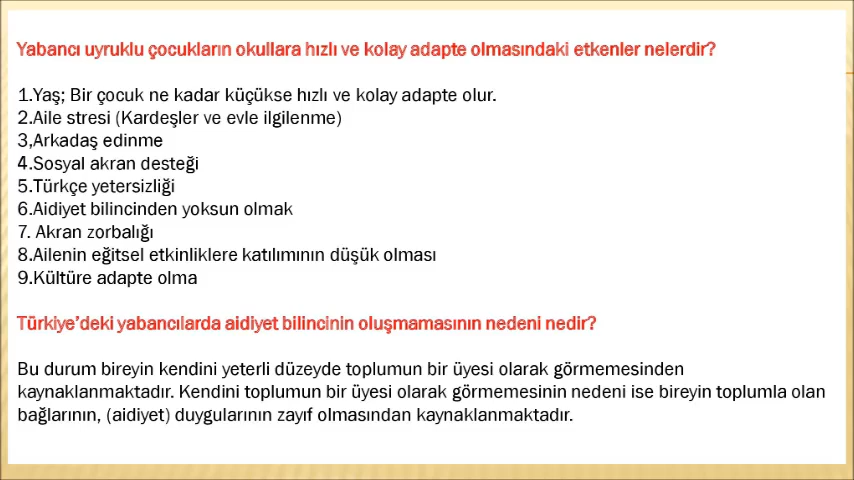 Yabancı uyruklu çocukların okullara hızlı ve kolay adapte olmasındaki etkenler nelerdir?
1.Yaş; Bir çocuk ne kadar küçükse hızlı ve kolay adapte olur.
2.Aile stresi (Kardeşler ve evle ilgilenme)
3,Arkadaş edinme
4.Sosyal akran desteği
5.Türkçe yetersizliği
6.Aidiyet bilincinden yoksun olmak
7. Akran zorbalığı
8.Ailenin eğitsel etkinliklere katılımının düşük olması
9.Kültüre adapte olma
Türkiye'deki yabancılarda aidiyet bilincinin oluşmamasının nedeni nedir?
Bu durum bireyin kendini yeterli düzeyde toplumun bir üyesi olarak görmemesinden
kaynaklanmaktadır. Kendini toplumun bir üyesi olarak görmemesinin nedeni ise bireyin toplumla olan
bağlarının, (aidiyet) duygularının zayıf olmasından kaynaklanmaktadır.